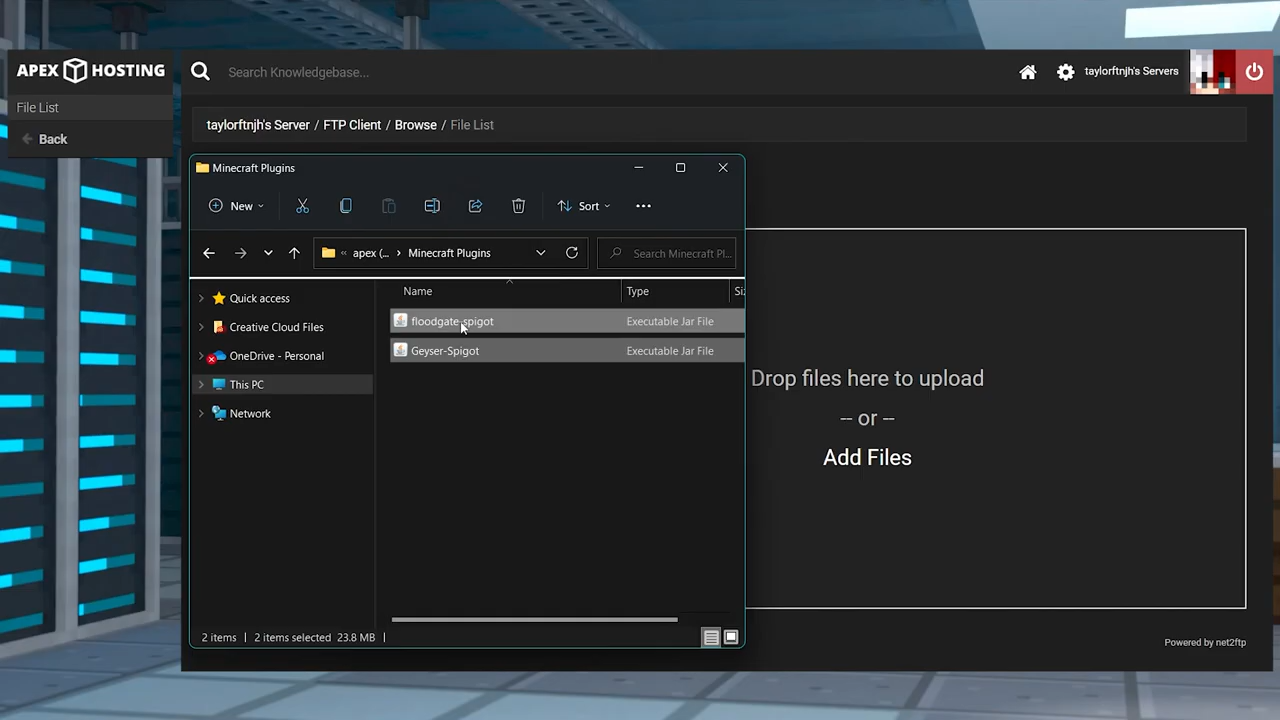 APEX HOSTING
File List
Back
Search Knowledgebase...
taylorftnjh's Servers
taylorftnjh's Server / FTP Client / Browse / File List
Minecraft Plugins
New
Sort
« apex (... > Minecraft Plugins
Search Minecraft Pl...
Quick access
Creative Cloud Files
OneDrive - Personal
This PC
Network
Name
Type
Siz
floodgate-spigot
Executable Jar File
Geyser-Spigot
Executable Jar File
2 items
2 items selected 23.8 MB
Drop files here to upload
-- or --
Add Files
Powered by net2ftp